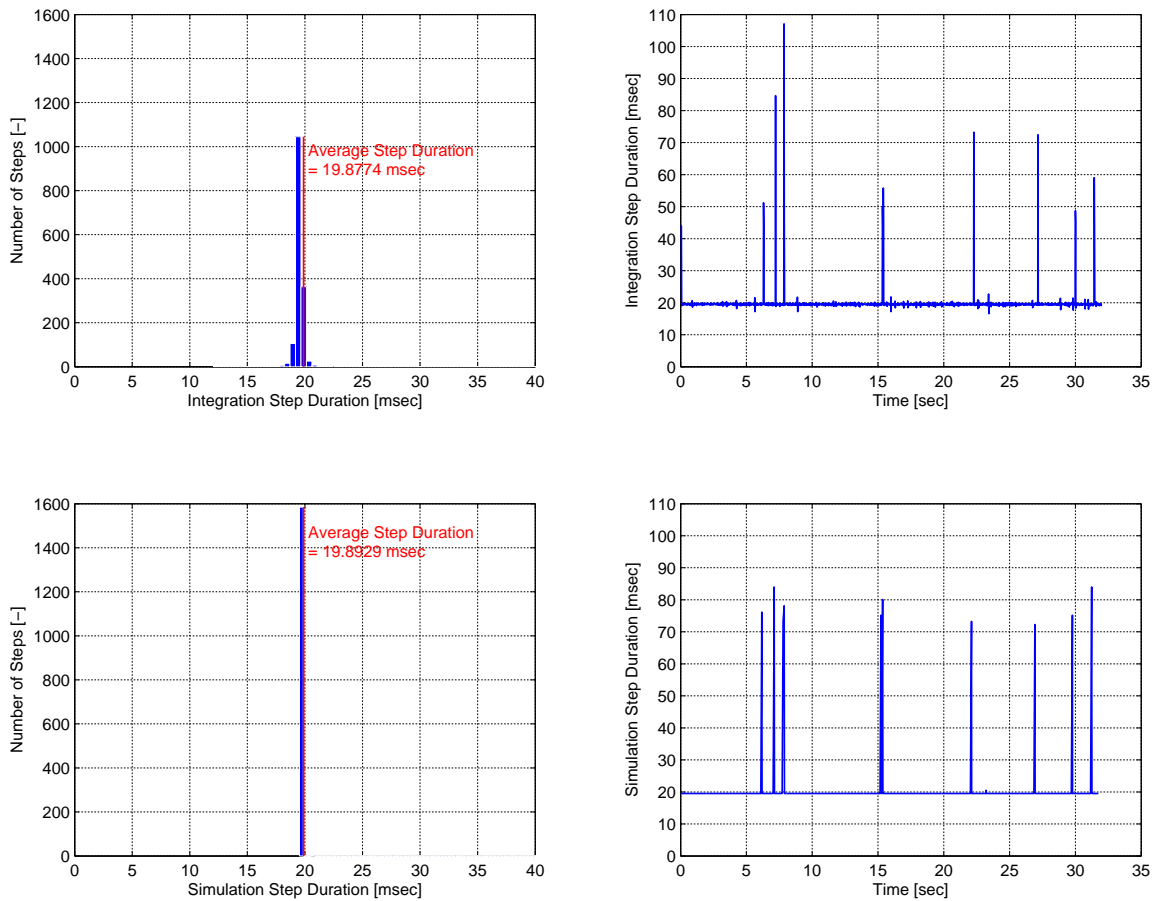 1600
1400
1200
1000
800
600
400
200
0
Number of Steps [−]
Average Step Duration
= 19.8774 msec
0 5 10 15 20 25 30 35 40
Integration Step Duration [msec]
110
100
90
80
70
60
50
40
30
20
10
0
Integration Step Duration [msec]
0 5 10 15 20 25 30 35
Time [sec]
1600
1400
1200
1000
800
600
400
200
0
Number of Steps [−]
Average Step Duration
= 19.8929 msec
0 5 10 15 20 25 30 35 40
Simulation Step Duration [msec]
110
100
90
80
70
60
50
40
30
20
10
0
Simulation Step Duration [msec]
0 5 10 15 20 25 30 35
Time [sec]